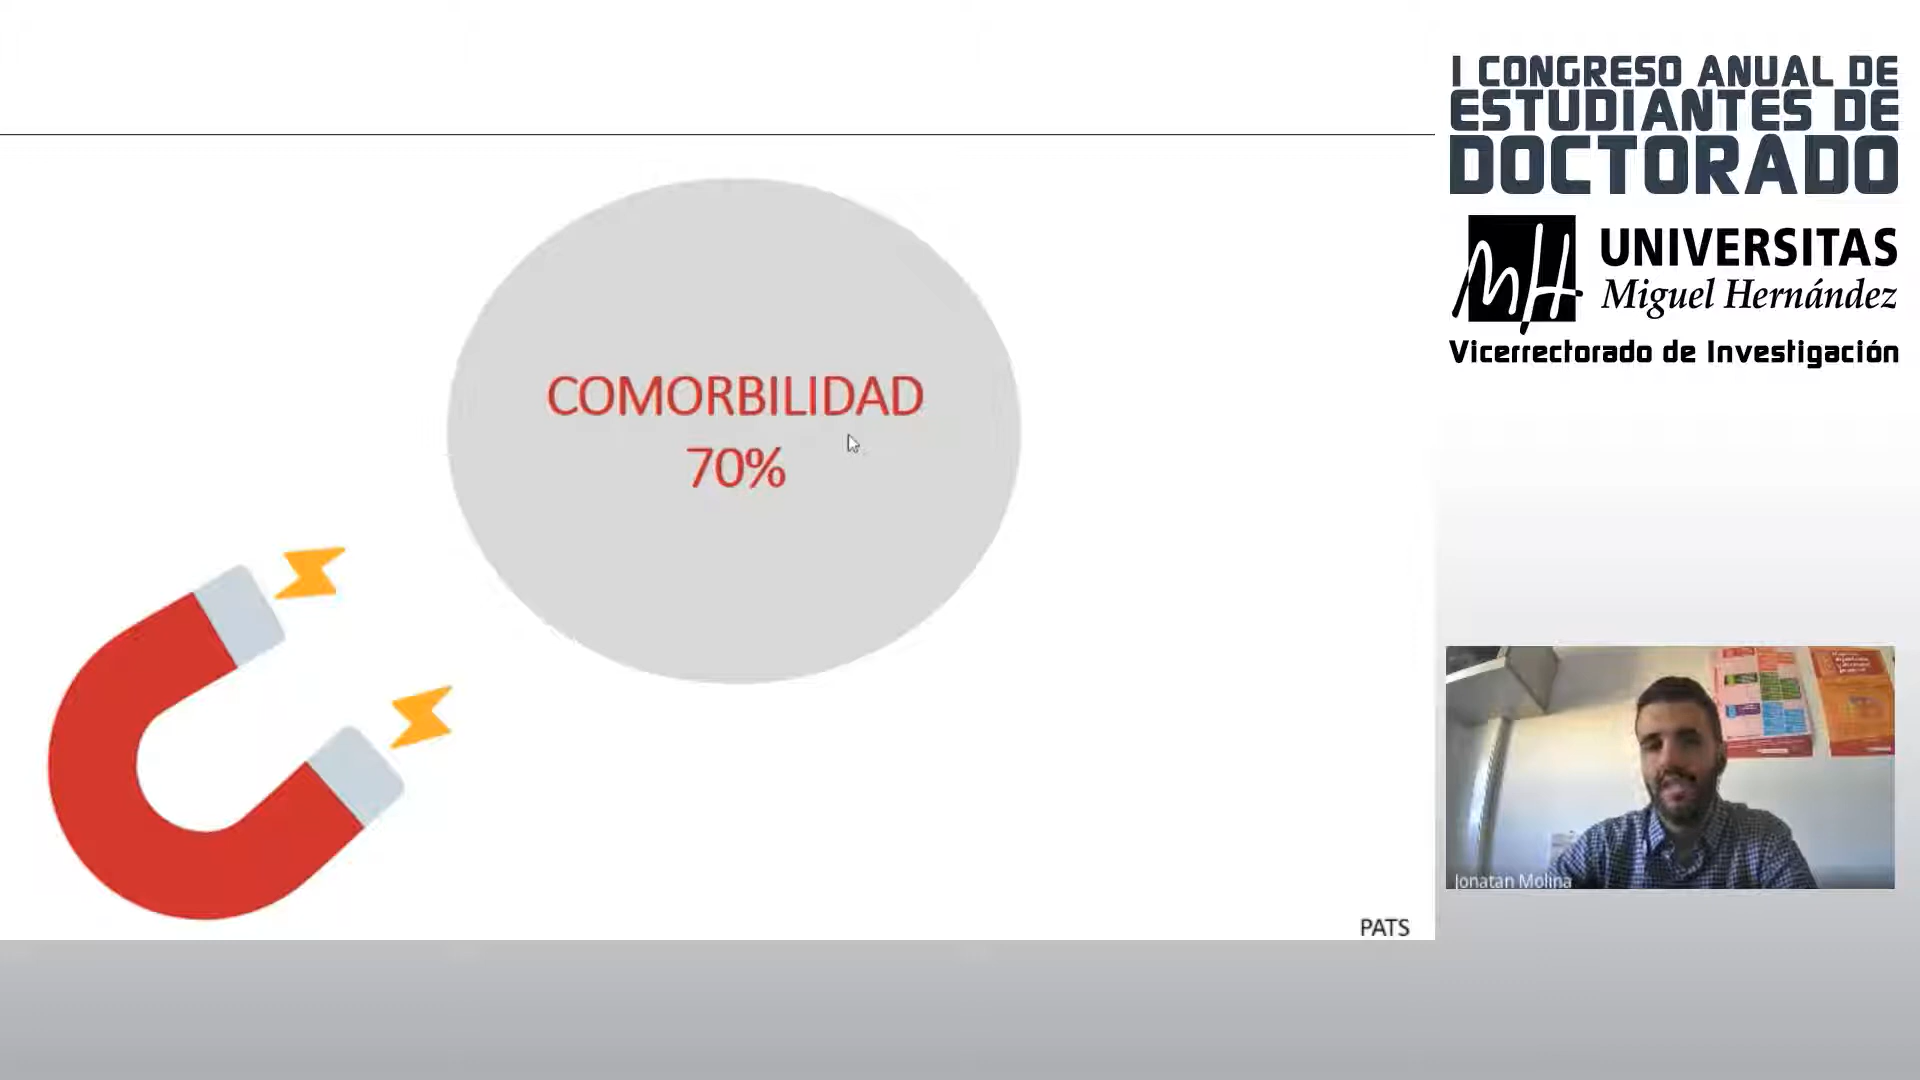 COMORBILIDAD
70%
PATS
I CONGRESO ANUAL DE
ESTUDIANTES DE
DOCTORADO
UNIVERSITAS
Miguel Hernández
Vicerrectorado de Investigación
Jonatan Molina